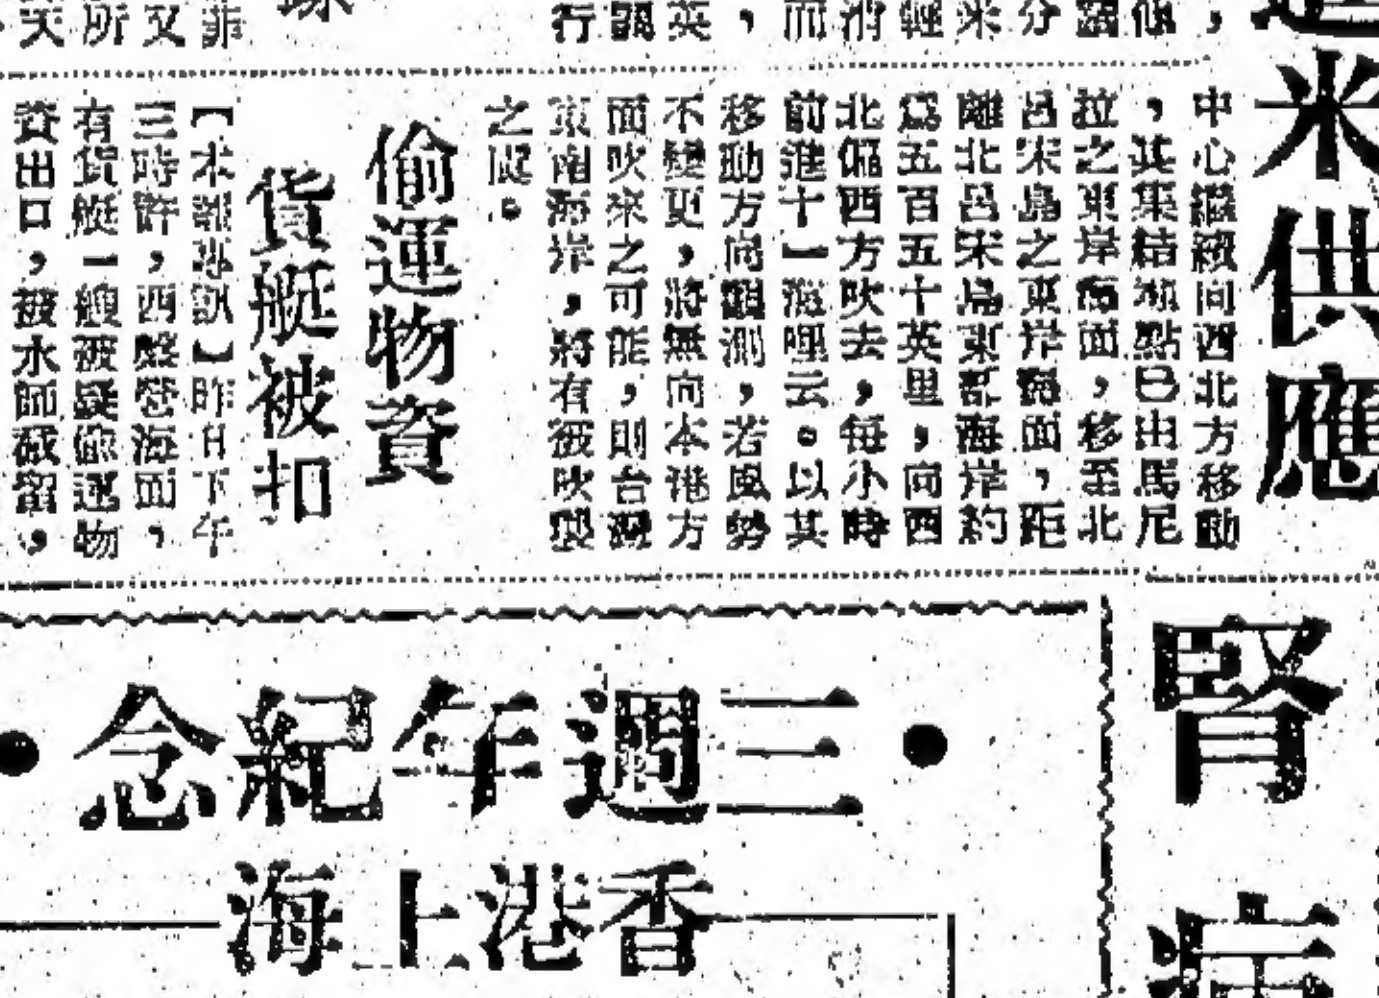 米供應
中心繼續向西北方移動
，其集結地點已由馬尼
拉之東岸海面，移至北
呂宋島之東岸海面，距
離北呂宋島東部海岸約
為五百五十英里，向西
北偏西方吹去，每小時
前進十一海哩云。以其
移動方向觀測，若風勢
不變更，將無向本港方
面吹來之可能，則台灣
東南海岸，將有被吹襲
之虞。
偷運物資
貨艇被扣
【本報專訊】昨日下午
三時許，西營海面，
有貨艇一艘被疑偷運物
資出口，被水師截留，
腎
三週年紀念
香港上海